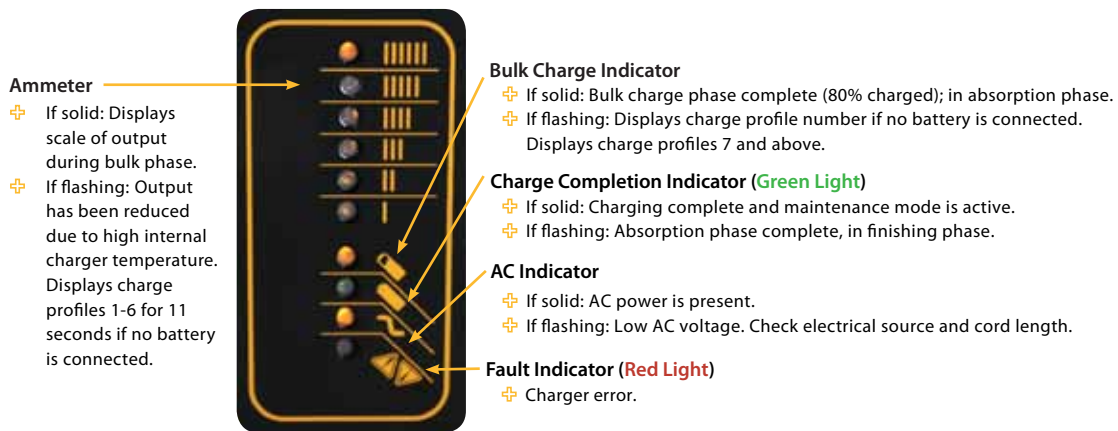 Ammeter
If solid: Displays
scale of output
during bulk phase.
If flashing: Output
has been reduced
due to high internal
charger temperature.
Displays charge
profiles 1-6 for 11
seconds if no battery
is connected.
Bulk Charge Indicator
If solid: Bulk charge phase complete (80% charged); in absorption phase.
If flashing: Displays charge profile number if no battery is connected.
Displays charge profiles 7 and above.
Charge Completion Indicator (Green Light)
If solid: Charging complete and maintenance mode is active.
If flashing: Absorption phase complete, in finishing phase.
AC Indicator
If solid: AC power is present.
If flashing: Low AC voltage. Check electrical source and cord length.
Fault Indicator (Red Light)
Charger error.